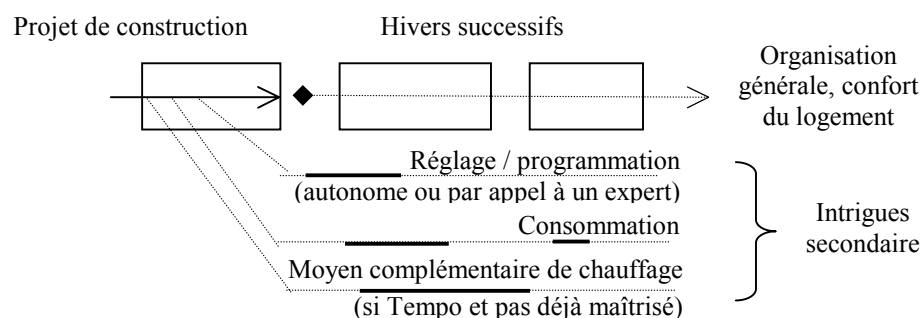 Projet de construction
Hivers successifs
Organisation
générale, confort
du logement
Réglage / programmation
(autonome ou par appel à un expert)
Consommation
Moyen complémentaire de chauffage
(si Tempo et pas déjà maîtrisé)
Intrigues
secondaire